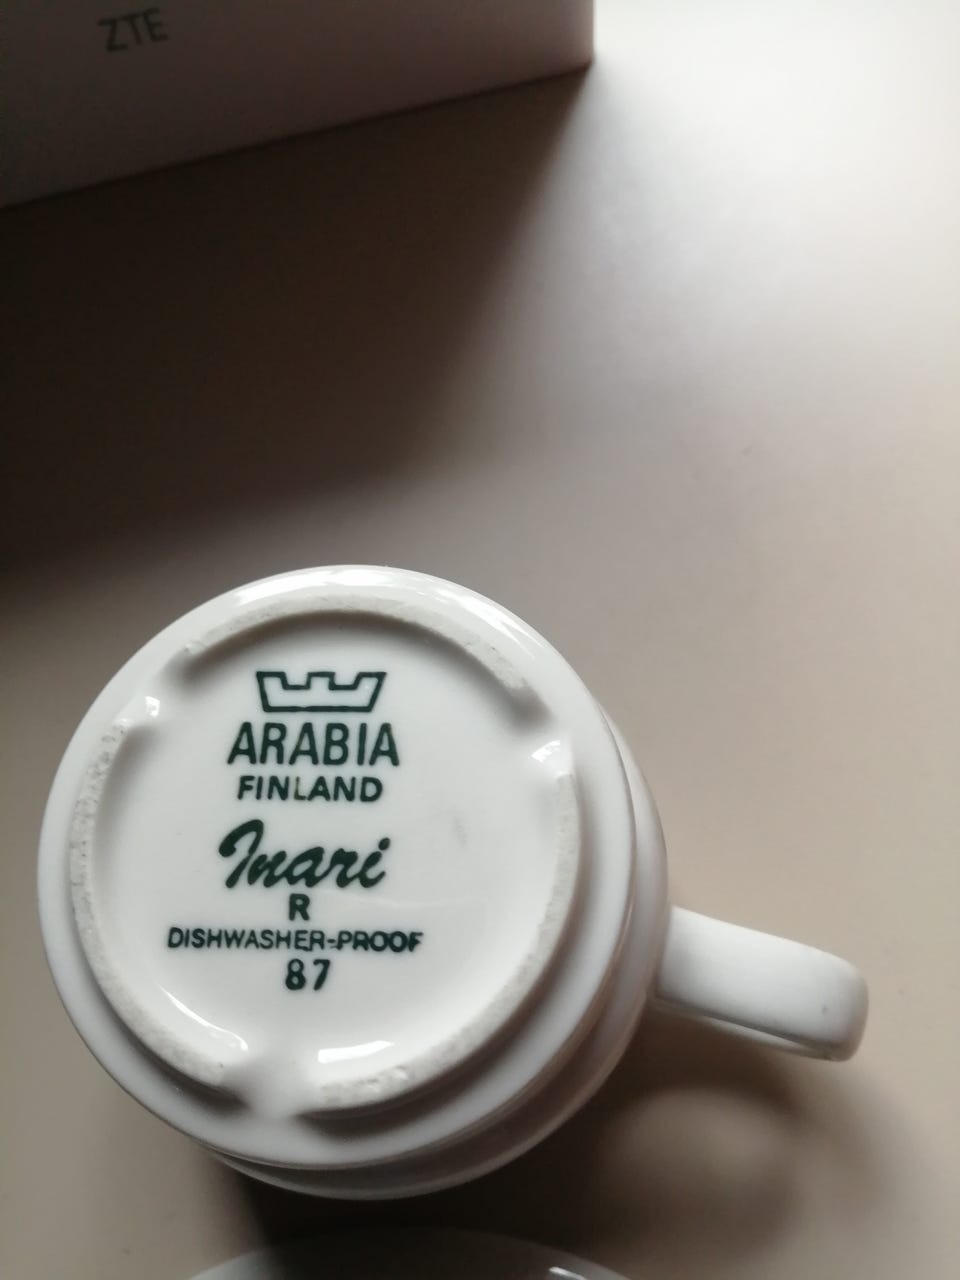 ZTE
ARABIA
FINLAND
Inari
R
DISHWASHER-PROOF
87